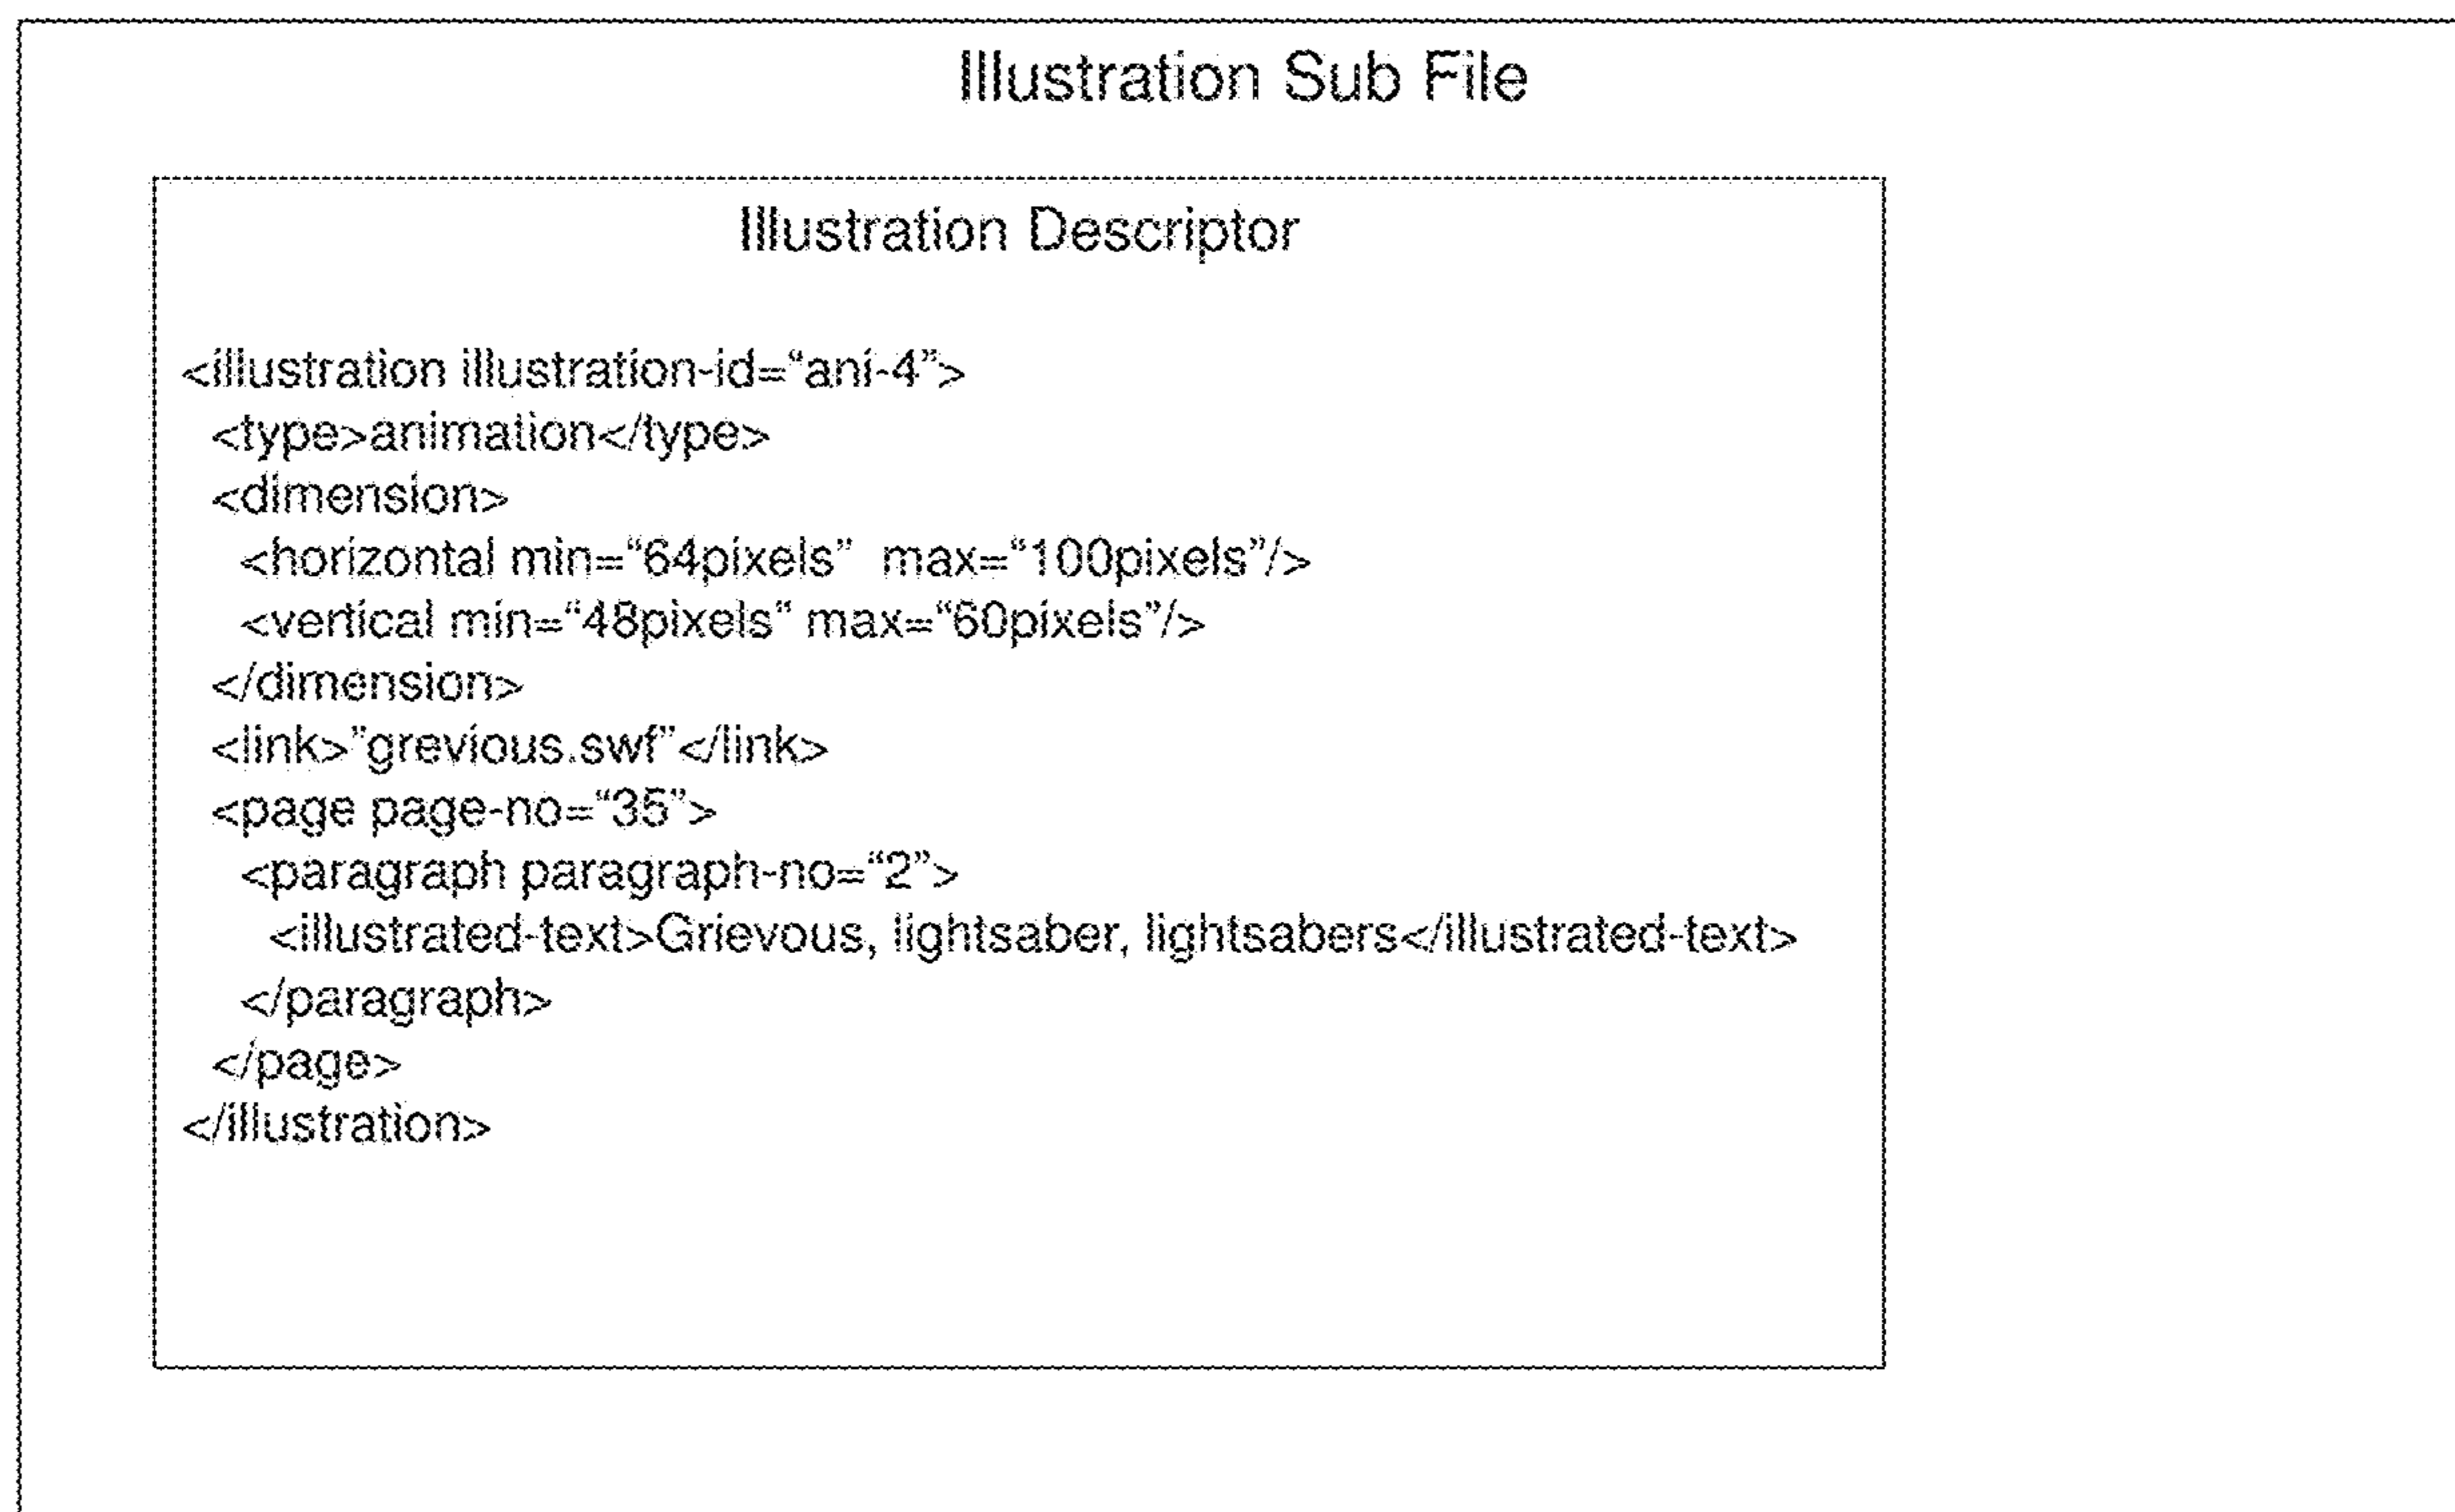 Illustration Sub File
Illustration Descriptor
<illustration illustration-id=“ani-4”>
<type>animation</type>
<dimension>
<horizontal min=“64pixels” max=“100pixels”/>
<vertical min=“48pixels“ max=“60pixels”/>
</dimension>
<link>”grevious.swf”</link>
<page page-no=“35”>
<paragraph paragraph-no=“2”>
<illustrated-text>Grievous, lightsaber, lightsabers</illustrated-text>
</paragraph>
</page>
</illustration>